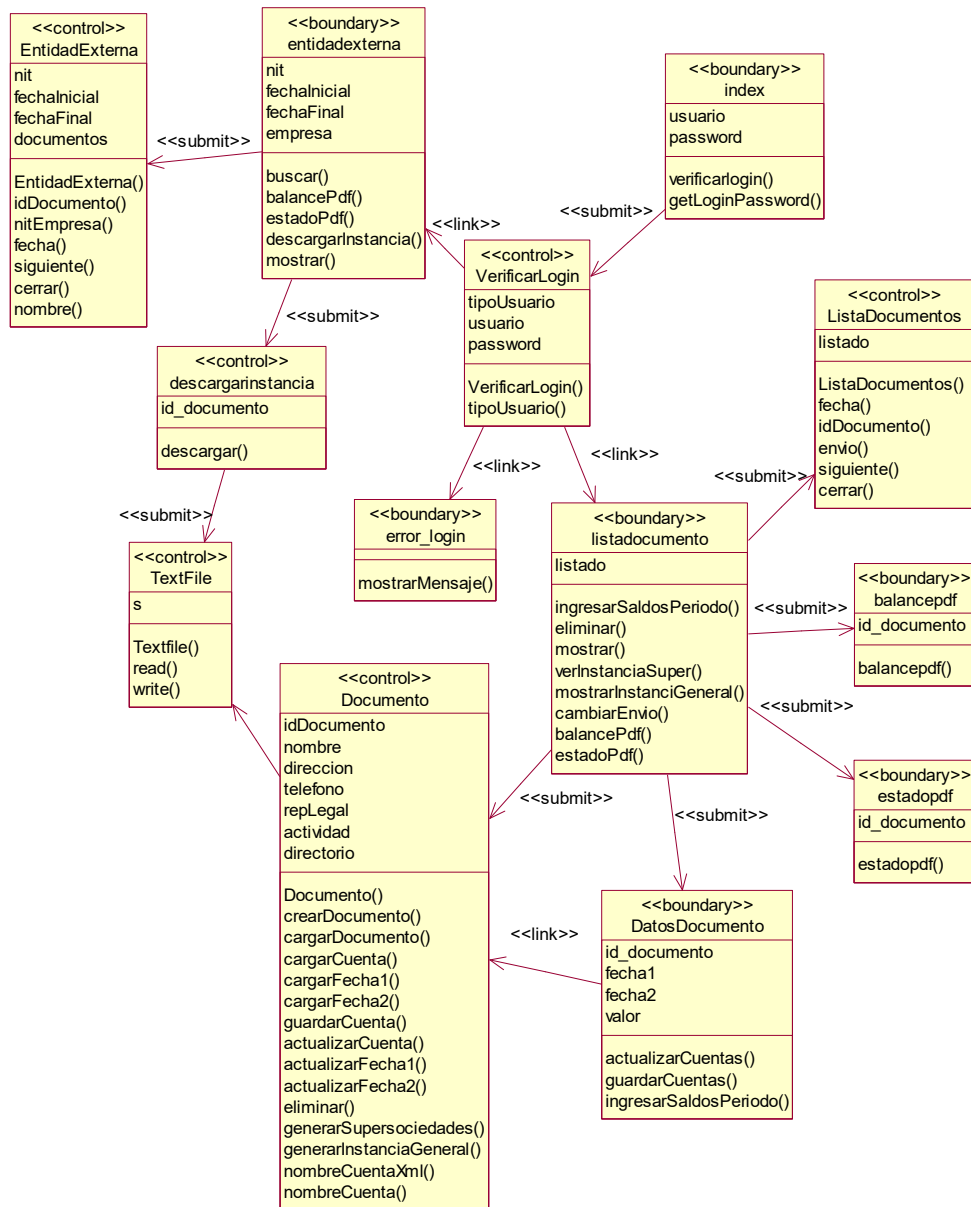 <<control>>
EntidadExterna
nit
fechaInicial
fechaFinal
documentos
EntidadExterna()
idDocumento()
nitEmpresa()
fecha()
siguiente()
cerrar()
nombre()
<<submit>>
<<boundary>>
entidadexterna
nit
fechaInicial
fechaFinal
empresa
buscar()
balancePdf()
estadoPdf()
descargarInstancia()
mostrar()
<<link>>
<<boundary>>
index
usuario
password
verificarlogin()
getLoginPassword()
<<submit>>
<<control>>
VerificarLogin
tipoUsuario
usuario
password
VerificarLogin()
tipoUsuario()
<<submit>>
<<control>>
descargarinstancia
id_documento
descargar()
<<submit>>
<<link>>
<<link>>
<<control>>
ListaDocumentos
listado
ListaDocumentos()
fecha()
idDocumento()
envio()
siguiente()
cerrar()
<<submit>>
<<boundary>>
error_login
mostrarMensaje()
<<boundary>>
listadocumento
listado
ingresarSaldosPeriodo()
eliminar()
mostrar()
verInstanciaSuper()
mostrarInstanciGeneral()
cambiarEnvio()
balancePdf()
estadoPdf()
<<control>>
TextFile
s
Textfile()
read()
write()
<<submit>>
<<boundary>>
balancepdf
id_documento
balancepdf()
<<submit>>
<<boundary>>
estadopdf
id_documento
estadopdf()
<<control>>
Documento
idDocumento
nombre
direccion
telefono
repLegal
actividad
directorio
Documento()
crearDocumento()
cargarDocumento()
cargarCuenta()
cargarFecha1()
cargarFecha2()
guardarCuenta()
actualizarCuenta()
actualizarFecha1()
actualizarFecha2()
eliminar()
generarSupersociedades()
generarInstanciaGeneral()
nombreCuentaXml()
nombreCuenta()
<<submit>>
<<submit>>
<<link>>
<<boundary>>
DatosDocumento
id_documento
fecha1
fecha2
valor
actualizarCuentas()
guardarCuentas()
ingresarSaldosPeriodo()